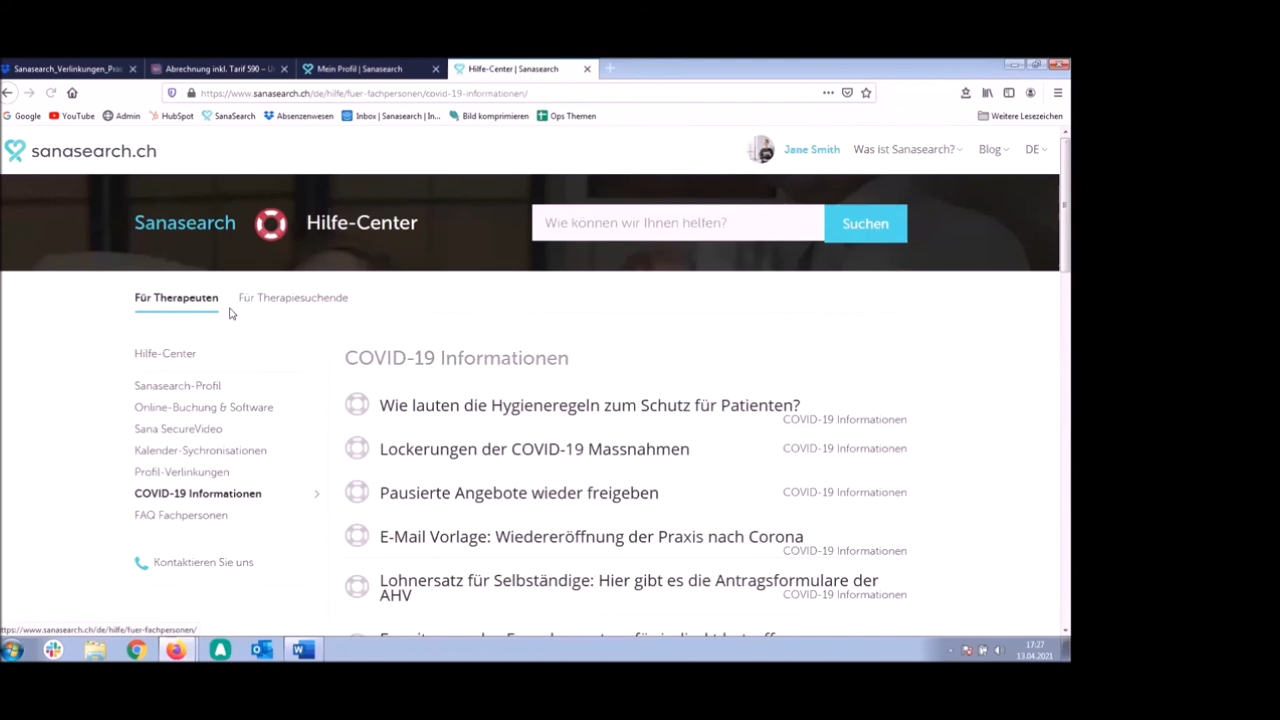 Sanasearch_Verlinkungen_Pra
Abrechnung inkl. Tarif 590 – U
Mein Profil | Sanasearch
Hilfe-Center | Sanasearch
https://www.sanasearch.ch/de/hilfe/fuer-fachpersonen/covid-19-informationen/
Google
YouTube
Admin
HubSpot
SanaSearch
Absenzenwesen
Inbox | Sanasearch | In...
Bild komprimieren
Ops Themen
Weitere Lesezeichen
sanasearch.ch
Jane Smith
Was ist Sanasearch?
Blog
DE
Sanasearch Hilfe-Center
Wie können wir Ihnen helfen?
Suchen
Für Therapeuten
Für Therapiesuchende
Hilfe-Center
Sanasearch-Profil
Online-Buchung & Software
Sana SecureVideo
Kalender-Sychronisationen
Profil-Verlinkungen
COVID-19 Informationen
FAQ Fachpersonen
Kontaktieren Sie uns
COVID-19 Informationen
Wie lauten die Hygieneregeln zum Schutz für Patienten?
COVID-19 Informationen
Lockerungen der COVID-19 Massnahmen
COVID-19 Informationen
Pausierte Angebote wieder freigeben
COVID-19 Informationen
E-Mail Vorlage: Wiedereröffnung der Praxis nach Corona
COVID-19 Informationen
Lohnersatz für Selbständige: Hier gibt es die Antragsformulare der
AHV
COVID-19 Informationen
ttps://www.sanasearch.ch/de/hilfe/fuer-fachpersonen/
17:27
13.04.2021